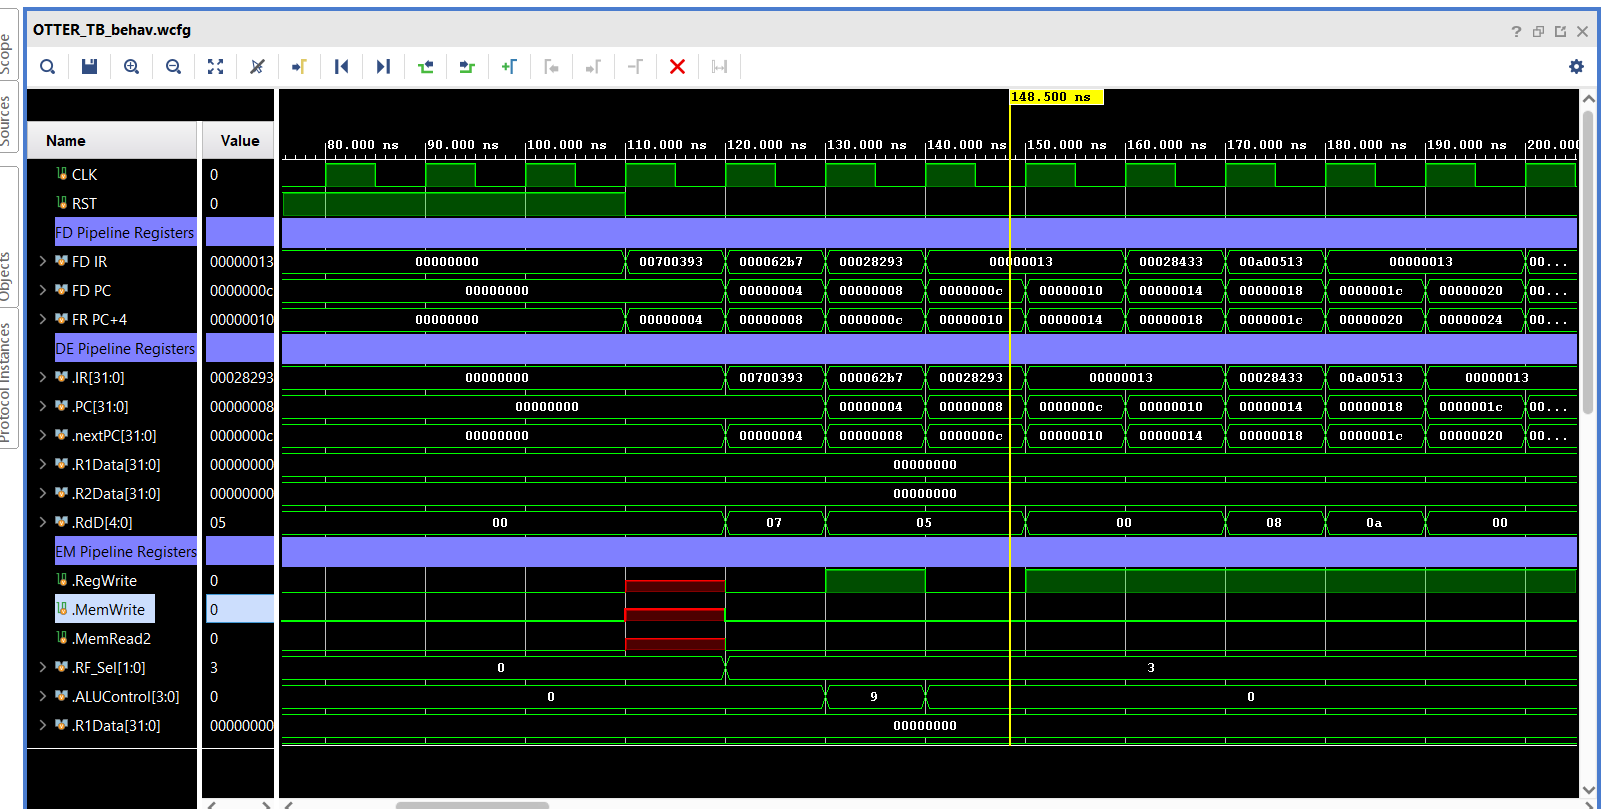 OTTER_TB_behav.wcfg
Scope
Sources
Objects
Protocol Instances
148.500 ns
Name Value 80.000 ns 90.000 ns 100.000 ns 110.000 ns 120.000 ns 130.000 ns 140.000 ns 150.000 ns 160.000 ns 170.000 ns 180.000 ns 190.000 ns 200.00
CLK 0
RST 0
FD Pipeline Registers
FD IR 00000013 00000000 00700393 000062b7 00028293 00000013 00028433 00a00513 00000013 00...
FD PC 0000000c 00000000 00000004 00000008 0000000c 00000010 00000014 00000018 0000001c 00000020 00...
FR PC+4 00000010 00000000 00000004 00000008 0000000c 00000010 00000014 00000018 0000001c 00000020 00000024 00...
DE Pipeline Registers
.IR[31:0] 00028293 00000000 00700393 000062b7 00028293 00000013 00028433 00a00513 00000013
.PC[31:0] 00000008 00000000 00000004 00000008 0000000c 00000010 00000014 00000018 0000001c 00...
.nextPC[31:0] 0000000c 00000000 00000004 00000008 0000000c 00000010 00000014 00000018 0000001c 00000020 00...
.R1Data[31:0] 00000000 00000000
.R2Data[31:0] 00000000 00000000
.RdD[4:0] 05 00 07 05 00 08 0a 00
EM Pipeline Registers
.RegWrite 0
.MemWrite 0
.MemRead2 0
.RF_Sel[1:0] 3 0 3
.ALUControl[3:0] 0 0 9 0
.R1Data[31:0] 00000000 00000000